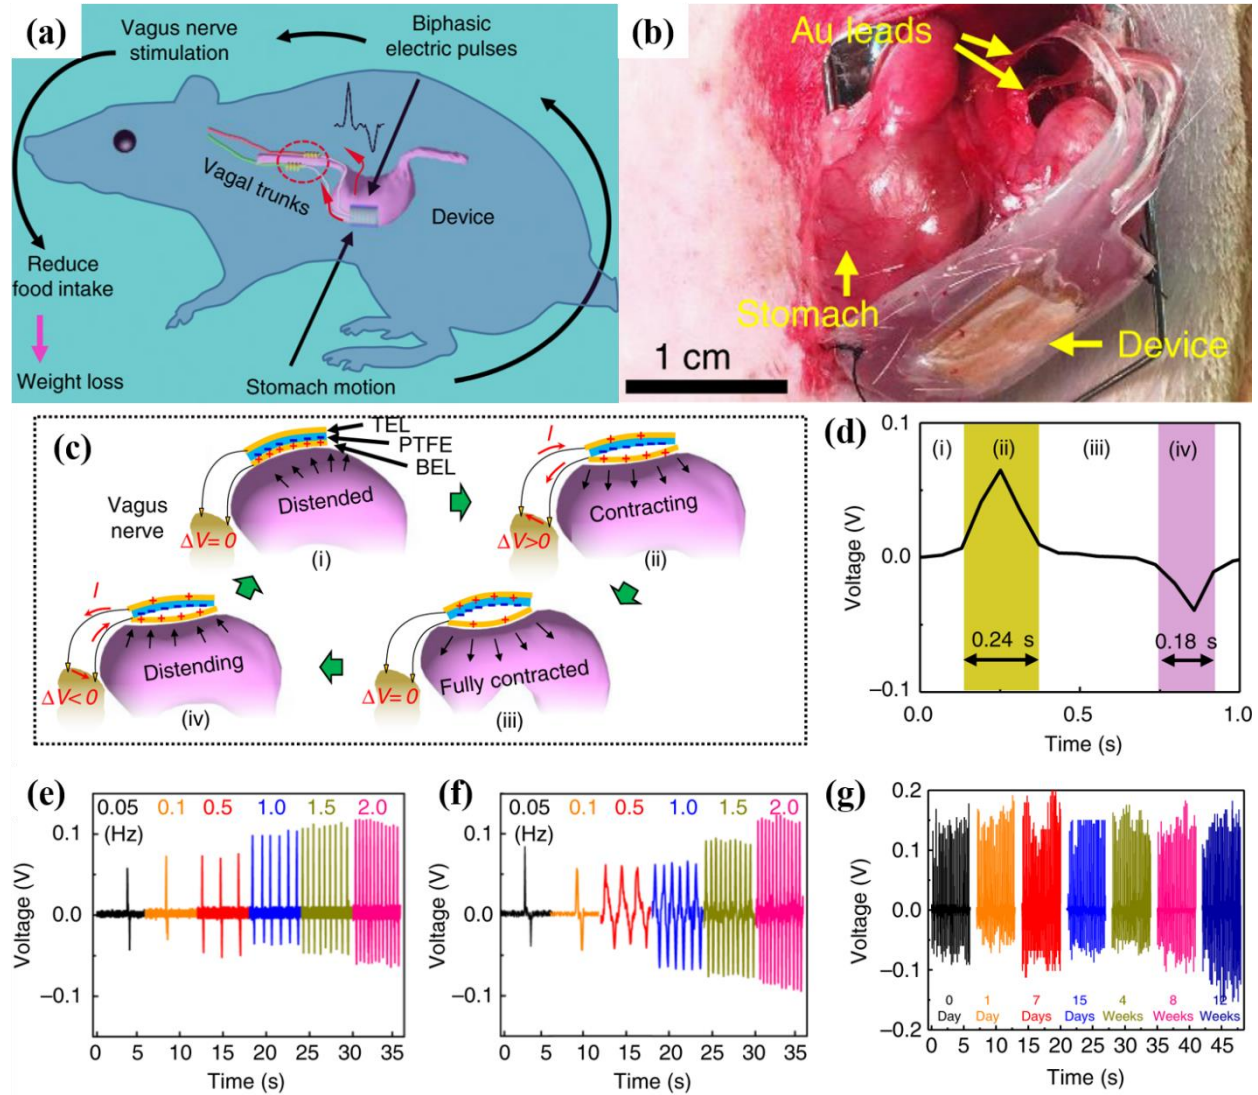 (a)
Vagus nerve
stimulation
Biphasic
electric pulses
Vagal trunks
Device
Reduce
food intake
Weight loss
Stomach motion
(b)
Au leads
Stomach
Device
1 cm
(c)
TEL
PTFE
BEL
Vagus
nerve
Distended
ΔV= 0
(i)
I
Contracting
ΔV>0
(ii)
I
Distending
ΔV< 0
(iv)
Fully contracted
ΔV= 0
(iii)
(d)
0.1
(i) (ii) (iii) (iv)
Voltage (V)
0.0
0.24 s
0.18 s
–0.1
0.0 0.5 1.0
Time (s)
(e)
0.05 0.1 0.5 1.0 1.5 2.0
(Hz)
0.1
Voltage (V)
0.0
–0.1
0 5 10 15 20 25 30 35
Time (s)
(f)
0.05 0.1 0.5 1.0 1.5 2.0
(Hz)
0.1
Voltage (V)
0.0
–0.1
0 5 10 15 20 25 30 35
Time (s)
(g)
0.2
0.1
Voltage (V)
0.0
–0.1
–0.2
0 1 7 15 4 8 12
Day Day Days Days Weeks Weeks Weeks
0 5 10 15 20 25 30 35 40 45
Time (s)